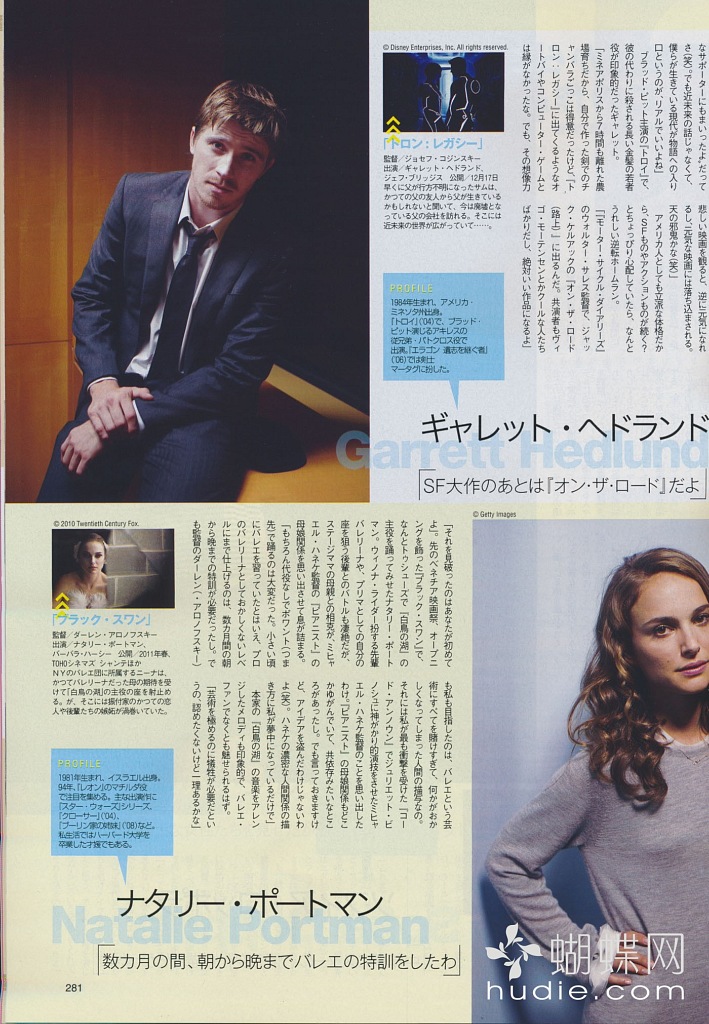 © Disney Enterprises, Inc. All rights reserved.
「トロン：レガシー」
監督／ジョセフ・コジンスキー
出演／ギャレット・ヘドランド、
ジェフ・ブリッジス　公開／12月17日
早くに父が行方不明になったサムは、
かつての父の友人から父が生きている
かもしれないと聞いて、今は廃墟となっ
ている父の会社を訪れる。そこには
近未来の世界が広がっていて……。
なサポーターにもまいったよ』だって
さ（笑）。でも近未来の話じゃなくて、
僕らが生きている現代が物語への入り
口というのが、リアルでいいよね」
ブラッド・ピット主演の『トロイ』で、
彼の代わりに殺される長い金髪の若者
役が印象的だったギャレット。
「ミネアポリスから7時間も離れた農
場育ちだから、自分で作った剣でのチ
ャンバラごっこは得意だったけど、『ト
ロン：レガシー』に出てくるようなオ
ートバイやコンピューター・ゲームと
は縁がなかったな。でも、その想像力
悲しい映画を観ると、逆に元気になれ
るし、元気な映画には落ち込まされる。
天の邪鬼かな（笑）」
アメリカ人としても立派な体格だか
ら、SFものやアクションものが続く？
とちょっぴり心配していたら、なんと
うれしい逆転ホームラン。
「『モーター・サイクル・ダイアリーズ』
のウォルター・サレス監督で、ジャッ
ク・ケルアックの『オン・ザ・ロード
（路上）』に出るんだ。共演者もヴィ
ゴ・モーテンセンとかクールな人たち
ばかりだし、絶対いい作品になるよ」
PROFILE
1984年生まれ、アメリカ・
ミネソタ州出身。
『トロイ』（'04）で、ブラッド・
ピット演じるアキレスの
従兄弟・パトクロス役で
出演。『エラゴン 遺志を継ぐ者』
（'06）では剣士
マータグに扮した。
ギャレット・ヘドランド
Garrett Hedlund
SF大作のあとは『オン・ザ・ロード』だよ
© 2010 Twentieth Century Fox.
© Getty Images
「ブラック・スワン」
監督／ダーレン・アロノフスキー
出演／ナタリー・ポートマン、
バーバラ・ハーシー　公開／2011年春、
TOHOシネマズ シャンテほか
NYのバレエ団に所属するニーナは、
かつてバレリーナだった母の期待を受
けて『白鳥の湖』の主役の座を射止め
る。が、そこには振付家のかつての恋
人や後輩たちの嫉妬が渦巻いていた。
「それを見破ったのはあなたが初めて
よ」。先のベネチア映画祭、オープニ
ングを飾った『ブラック・スワン』で、
なんとトゥシューズで『白鳥の湖』の
主役を踊ってみせたナタリー・ポート
マン。ウィノナ・ライダー扮する先輩
バレリーナや、プリマとしての自分の
座を狙う後輩とのバトルも凄絶だが、
ステージママの母親との相克が、ミヒャ
エル・ハネケ監督の『ピアニスト』の
母娘関係を思い出させて息が詰まる。
「もちろん代役なしでポワント（つま
先）で踊るのは大変だった。小さい頃
にバレエを習っていたとはいえ、プロ
のバレリーナとしておかしくないレベ
ルにまで仕上げるのは、数カ月間の朝
から晩までの特訓が必要だったし。で
も監督のダーレン（・アロノフスキー）
も私も目指したのは、バレエという芸
術にすべてを賭けすぎて、何かがおか
しくなってしまった人間の描写なの。
それには私が最も衝撃を受けた『コー
ド・アンノウン』でジュリエット・ビ
ノシュに神がかり的演技をさせたミヒャ
エル・ハネケ監督のことを思い出した
わけ。『ピアニスト』の母娘関係もどこ
かゆがんでいて、共依存みたいなとこ
ろがあったし。でも言っておきますけ
ど、アイデアを盗んだわけじゃないわ
よ（笑）。ハネケの濃密な人間関係の描
き方に私が夢中になっているだけで」
本家の『白鳥の湖』の音楽をアレン
ジしたメロディも印象的で、バレエ・
ファンでなくとも魅せられるはず。
「芸術を極めるのに犠牲が必要だとい
うの、認めたくないけど一理あるかな」
PROFILE
1981年生まれ、イスラエル出身。
94年、『レオン』のマチルダ役
で注目を集める。主な出演作に
『スター・ウォーズ』シリーズ、
『クローサー』（'04）、
『ブーリン家の姉妹』（'08）など。
私生活ではハーバード大学を
卒業した才媛でもある。
ナタリー・ポートマン
Natalie Portman
数カ月の間、朝から晩までバレエの特訓をしたわ
281
蝴蝶网
hudie.com